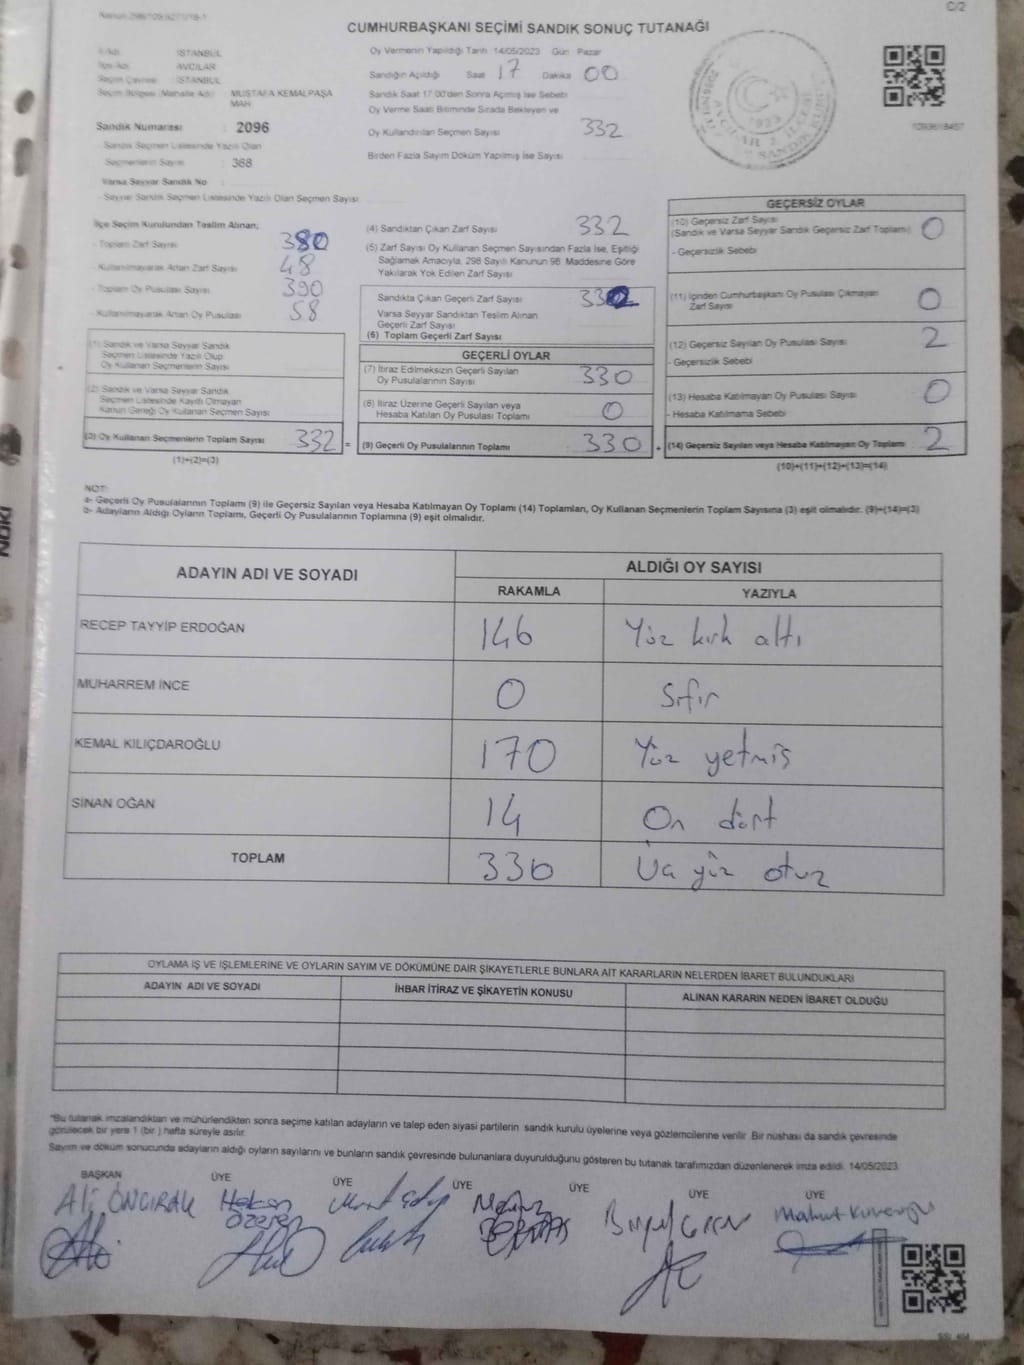 C/2
CUMHURBAŞKANI SEÇİMİ SANDIK SONUÇ TUTANAĞI
İli Adı : İSTANBUL
İlçe Adı : AVCILAR
Seçim Çevresi : İSTANBUL
Seçim Bölgesi (Mahalle Adı) : MUSTAFA KEMALPAŞA
MAH
Sandık Numarası : 2096
- Sandık Seçmen Listesinde Yazılı Olan
Seçmenlerin Sayısı : 368
Varsa Seyyar Sandık No :
- Seyyar Sandık Seçmen Listesinde Yazılı Olan Seçmen Sayısı :
Oy Vermenin Yapıldığı Tarih : 14/05/2023 Gün : Pazar
Sandığın Açıldığı Saat 17 Dakika 00
Sandık Saat 17:00'den Sonra Açılmış İse Sebebi
Oy Verme Saati Bitiminde Sırada Bekleyen ve
Oy Kullandırılan Seçmen Sayısı 332
Birden Fazla Sayım Döküm Yapılmış İse Sayısı
İlçe Seçim Kurulundan Teslim Alınan;
- Toplam Zarf Sayısı 380
- Kullanılmayarak Artan Zarf Sayısı 48
- Toplam Oy Pusulası Sayısı 390
- Kullanılmayarak Artan Oy Pusulası 58
(1) Sandık ve Varsa Seyyar Sandık
Seçmen Listesinde Yazılı Olup
Oy Kullanan Seçmenlerin Sayısı
(2) Sandık ve Varsa Seyyar Sandık
Seçmen Listesinde Kayıtlı Olmayan
Kanun Gereği Oy Kullanan Seçmen Sayısı
(3) Oy Kullanan Seçmenlerin Toplam Sayısı 332 =
(1)+(2)=(3)
(4) Sandıktan Çıkan Zarf Sayısı 332
(5) Zarf Sayısı Oy Kullanan Seçmen Sayısından Fazla İse, Eşitliği
Sağlamak Amacıyla, 298 Sayılı Kanunun 98. Maddesine Göre
Yakılarak Yok Edilen Zarf Sayısı
Sandıkta Çıkan Geçerli Zarf Sayısı 332
Varsa Seyyar Sandıktan Teslim Alınan
Geçerli Zarf Sayısı
(6) Toplam Geçerli Zarf Sayısı
GEÇERLİ OYLAR
(7) İtiraz Edilmeksizin Geçerli Sayılan
Oy Pusulalarının Sayısı 330
(8) İtiraz Üzerine Geçerli Sayılan veya
Hesaba Katılan Oy Pusulası Toplamı 0
(9) Geçerli Oy Pusulalarının Toplamı 330 +
GEÇERSİZ OYLAR
(10) Geçersiz Zarf Sayısı
(Sandık ve Varsa Seyyar Sandık Geçersiz Zarf Toplamı) 0
- Geçersizlik Sebebi
(11) İçinden Cumhurbaşkanı Oy Pusulası Çıkmayan
Zarf Sayısı 0
(12) Geçersiz Sayılan Oy Pusulası Sayısı 2
- Geçersizlik Sebebi
(13) Hesaba Katılmayan Oy Pusulası Sayısı 0
- Hesaba Katılmama Sebebi
(14) Geçersiz Sayılan veya Hesaba Katılmayan Oy Toplamı 2
(10)+(11)+(12)+(13)=(14)
NOT:
a- Geçerli Oy Pusulalarının Toplamı (9) ile Geçersiz Sayılan veya Hesaba Katılmayan Oy Toplamı (14) Toplamları, Oy Kullanan Seçmenlerin Toplam Sayısına (3) eşit olmalıdır. (9)+(14)=(3)
b- Adayların Aldığı Oyların Toplamı, Geçerli Oy Pusulalarının Toplamına (9) eşit olmalıdır.
ADAYIN ADI VE SOYADI ALDIĞI OY SAYISI
RAKAMLA YAZIYLA
RECEP TAYYİP ERDOĞAN 146 Yüz kırk altı
MUHARREM İNCE 0 Sıfır
KEMAL KILIÇDAROĞLU 170 Yüz yetmiş
SİNAN OĞAN 14 On dört
TOPLAM 330 Üç yüz otuz
OYLAMA İŞ VE İŞLEMLERİNE VE OYLARIN SAYIM VE DÖKÜMÜNE DAİR ŞİKAYETLERLE BUNLARA AİT KARARLARIN NELERDEN İBARET BULUNDUKLARI
ADAYIN ADI VE SOYADI İHBAR İTİRAZ VE ŞİKAYETİN KONUSU ALINAN KARARIN NEDEN İBARET OLDUĞU
*Bu tutanak imzalandıktan ve mühürlendikten sonra seçime katılan adayların ve talep eden siyasi partilerin sandık kurulu üyelerine veya gözlemcilerine verilir. Bir nüshası da sandık çevresinde
görülecek bir yere 1 (bir ) hafta süreyle asılır.
Sayım ve döküm sonucunda adayların aldığı oyların sayılarını ve bunların sandık çevresinde bulunanlara duyurulduğunu gösteren bu tutanak tarafımızdan düzenlenerek imza edildi. 14/05/2023
BAŞKAN ÜYE ÜYE ÜYE ÜYE ÜYE ÜYE
Hakan
Özeren